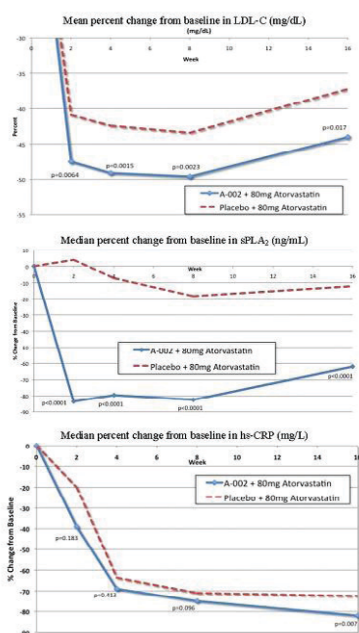 Mean percent change from baseline in LDL-C (mg/dL)
(mg/dL)
Week
0 2 4 6 8 10 12 14 16
-30
-35
-40
-45
-50
-55
Percent
0.0064
p=0.0015
p=0.0023
p=0.017
A-002 + 80mg Atorvastatin
Placebo + 80mg Atorvastatin
Median percent change from baseline in sPLA₂ (ng/mL)
Week
0 2 4 6 8 10 12 14 16
10
0
-10
-20
-30
-40
-50
-60
-70
-80
-90
% Change from Baseline
A-002 + 80mg Atorvastatin
Placebo + 80mg Atorvastatin
p<0.0001
p<0.0001
p<0.0001
p<0.0001
Median percent change from baseline in hs-CRP (mg/L)
Week
0 2 4 6 8 10 12 14 16
0
-10
-20
-30
-40
-50
-60
-70
-80
-90
% Change from Baseline
A-002 + 80mg Atorvastatin
Placebo + 80mg Atorvastatin
p=0.183
p=0.096
p=0.007